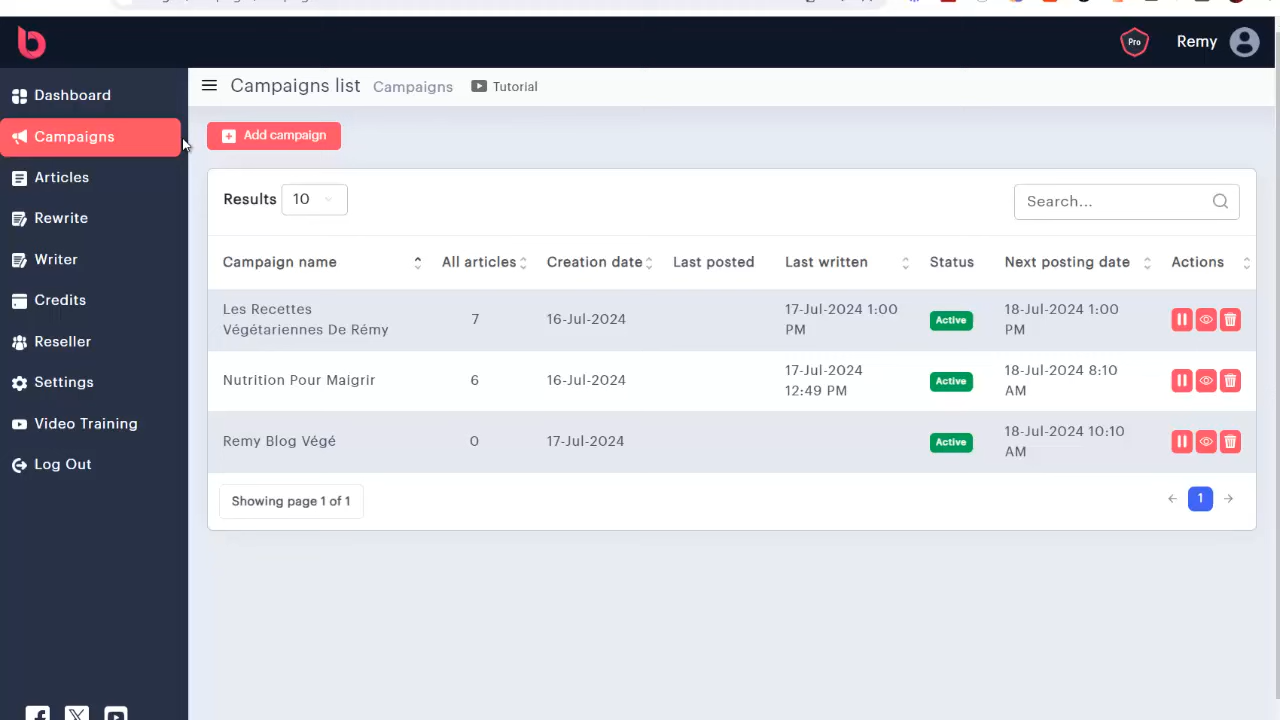 Pro
Remy
Dashboard
Campaigns
Articles
Rewrite
Writer
Credits
Reseller
Settings
Video Training
Log Out
Campaigns list Campaigns Tutorial
Add campaign
Results 10
Search...
Campaign name All articles Creation date Last posted Last written Status Next posting date Actions
Les Recettes
Végétariennes De Rémy
7 16-Jul-2024
17-Jul-2024 1:00
PM
Active
18-Jul-2024 1:00
PM
Nutrition Pour Maigrir 6 16-Jul-2024
17-Jul-2024
12:49 PM
Active
18-Jul-2024 8:10
AM
Remy Blog Végé 0 17-Jul-2024
Active
18-Jul-2024 10:10
AM
Showing page 1 of 1
← 1 →